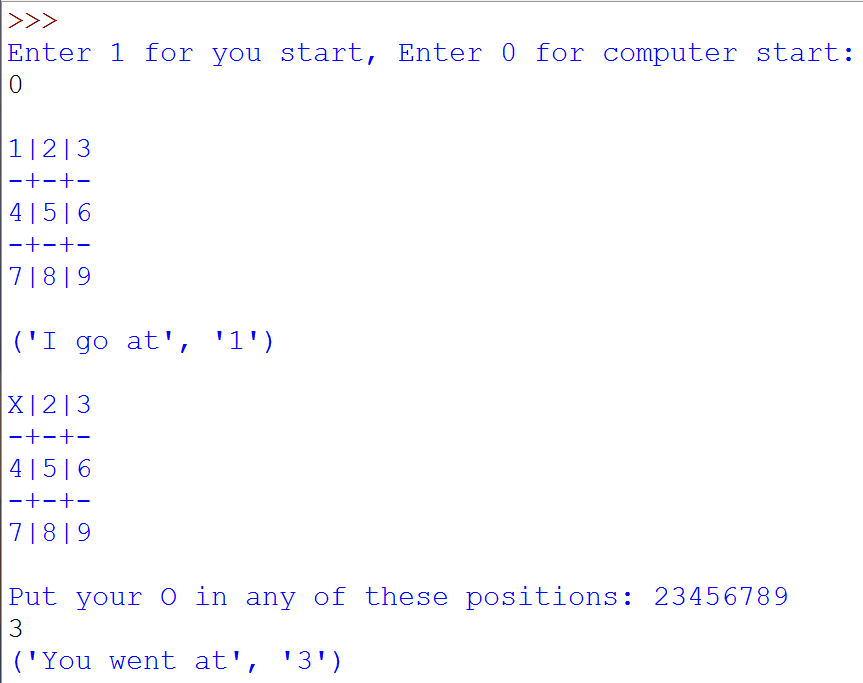 >>>
Enter 1 for you start, Enter 0 for computer start:
0
1|2|3
-+-+-
4|5|6
-+-+-
7|8|9
('I go at', '1')
X|2|3
-+-+-
4|5|6
-+-+-
7|8|9
Put your O in any of these positions: 23456789
3
('You went at', '3')